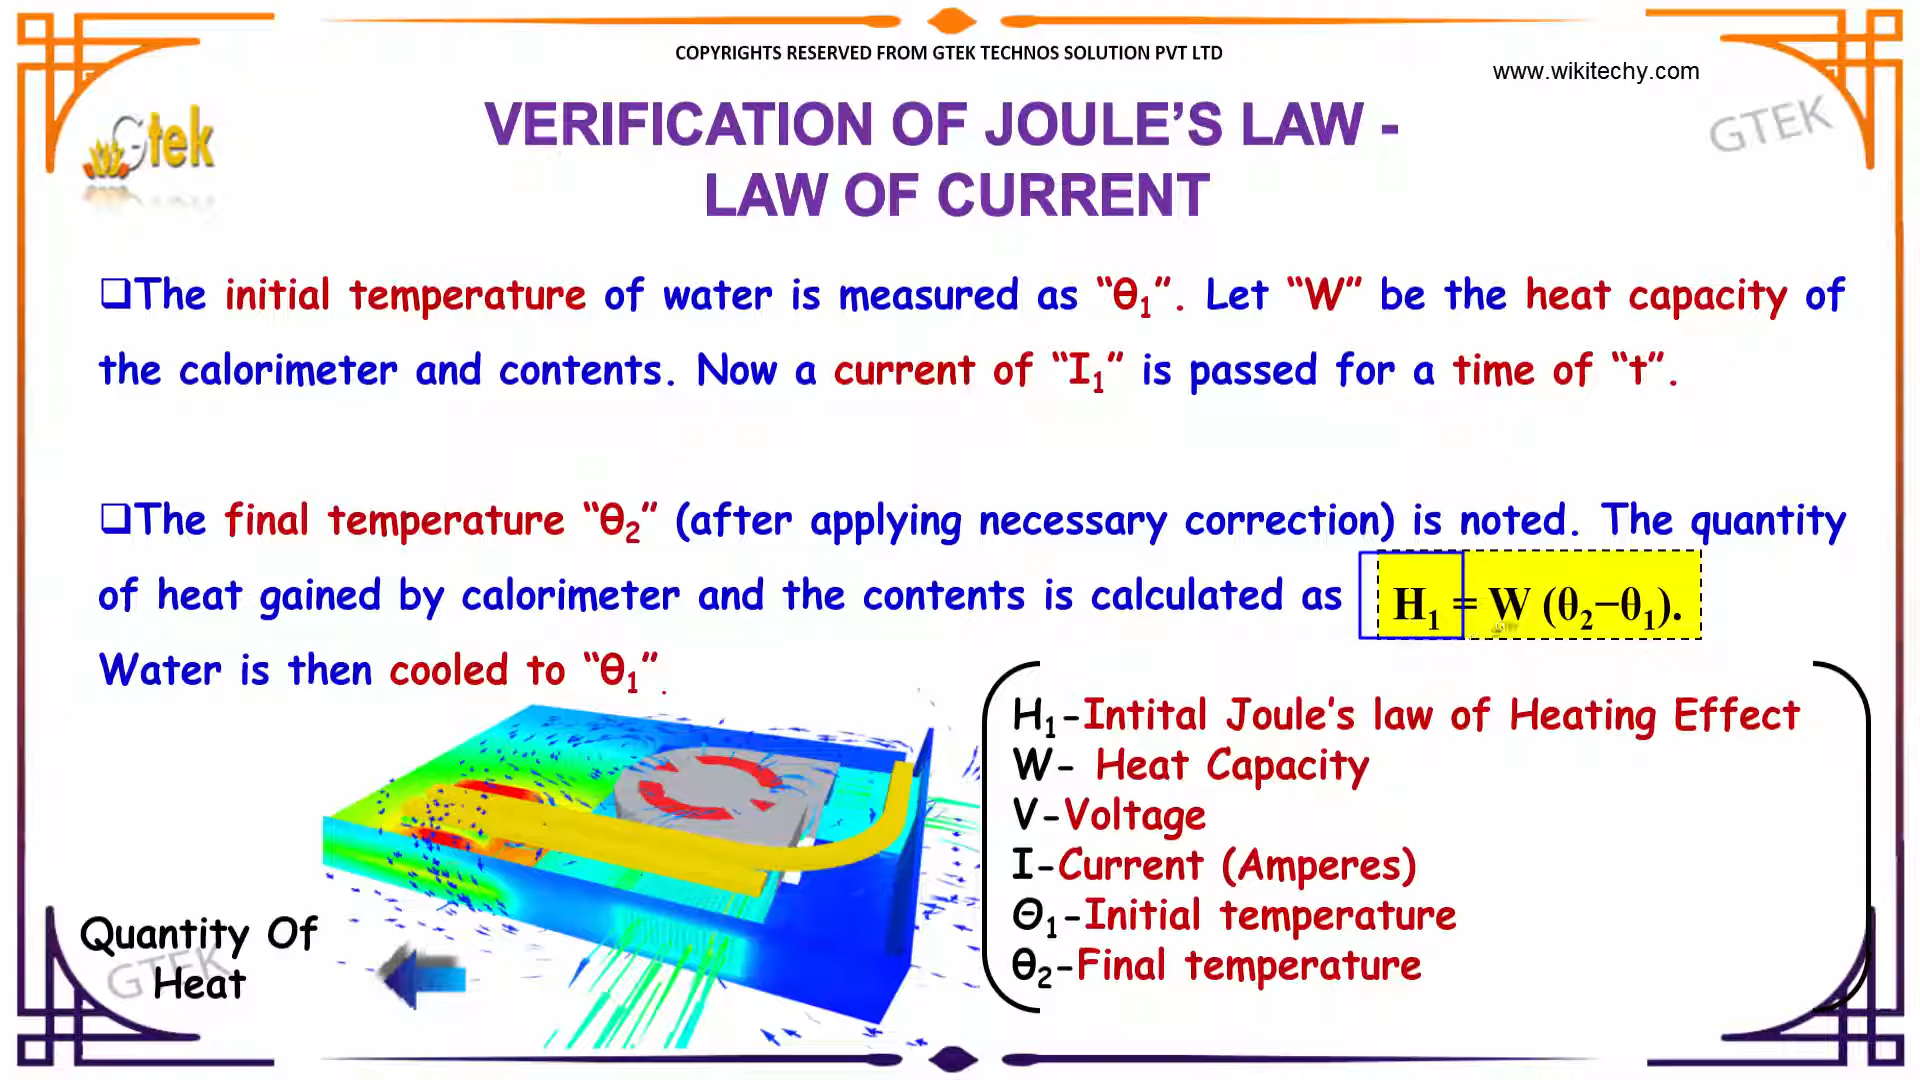 COPYRIGHTS RESERVED FROM GTEK TECHNOS SOLUTION PVT LTD
www.wikitechy.com
Gtek
GTEK
VERIFICATION OF JOULE’S LAW -
LAW OF CURRENT
❑The initial temperature of water is measured as “θ₁”. Let “W” be the heat capacity of
the calorimeter and contents. Now a current of “I₁” is passed for a time of “t”.
❑The final temperature “θ₂” (after applying necessary correction) is noted. The quantity
of heat gained by calorimeter and the contents is calculated as H₁ = W (θ₂−θ₁).
Water is then cooled to “θ₁”.
H₁-Intital Joule’s law of Heating Effect
W- Heat Capacity
V-Voltage
I-Current (Amperes)
Θ₁-Initial temperature
θ₂-Final temperature
Quantity Of
Heat
GTEK